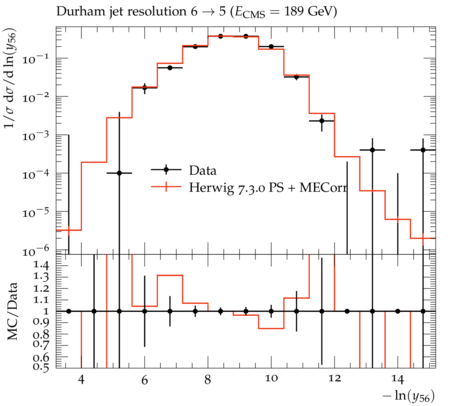 Durham jet resolution 6 → 5 (E_CMS = 189 GeV)
1/σ dσ/d ln(y_56)
10^−1
10^−2
10^−3
10^−4
10^−5
10^−6
Data
Herwig 7.3.0 PS + MECorr
MC/Data
1.4
1.3
1.2
1.1
1
0.9
0.8
0.7
0.6
0.5
4 6 8 10 12 14
− ln(y_56)